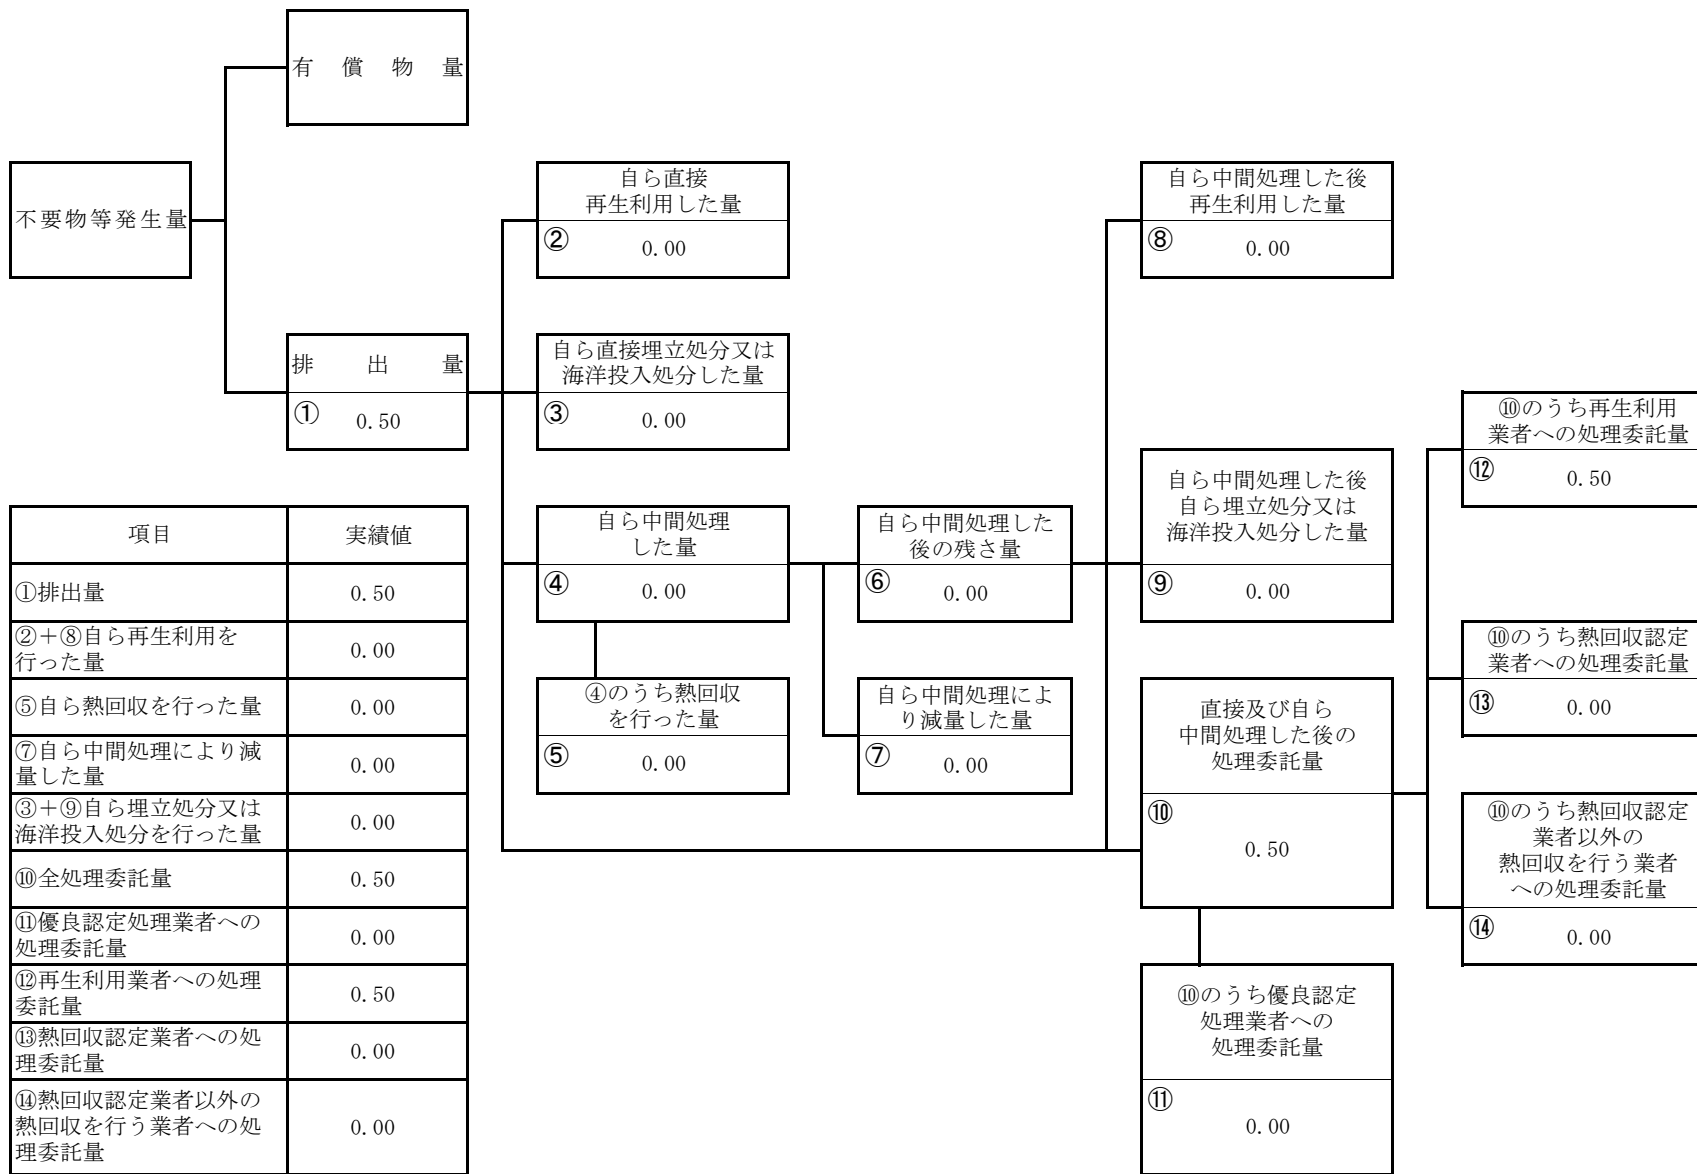 有償物量
不要物等発生量
排出量
① 0.50
自ら直接
再生利用した量
② 0.00
自ら直接埋立処分又は
海洋投入処分した量
③ 0.00
自ら中間処理
した量
④ 0.00
④のうち熱回収
を行った量
⑤ 0.00
自ら中間処理した
後の残さ量
⑥ 0.00
自ら中間処理によ
り減量した量
⑦ 0.00
自ら中間処理した後
再生利用した量
⑧ 0.00
自ら中間処理した後
自ら埋立処分又は
海洋投入処分した量
⑨ 0.00
直接及び自ら
中間処理した後の
処理委託量
⑩
0.50
⑩のうち優良認定
処理業者への
処理委託量
⑪
0.00
⑩のうち再生利用
業者への処理委託量
⑫ 0.50
⑩のうち熱回収認定
業者への処理委託量
⑬ 0.00
⑩のうち熱回収認定
業者以外の
熱回収を行う業者
への処理委託量
⑭ 0.00
項目 実績値
①排出量 0.50
②+⑧自ら再生利用を
行った量 0.00
⑤自ら熱回収を行った量 0.00
⑦自ら中間処理により減
量した量 0.00
③+⑨自ら埋立処分又は
海洋投入処分を行った量 0.00
⑩全処理委託量 0.50
⑪優良認定処理業者への
処理委託量 0.00
⑫再生利用業者への処理
委託量 0.50
⑬熱回収認定業者への処
理委託量 0.00
⑭熱回収認定業者以外の
熱回収を行う業者への処 0.00
理委託量